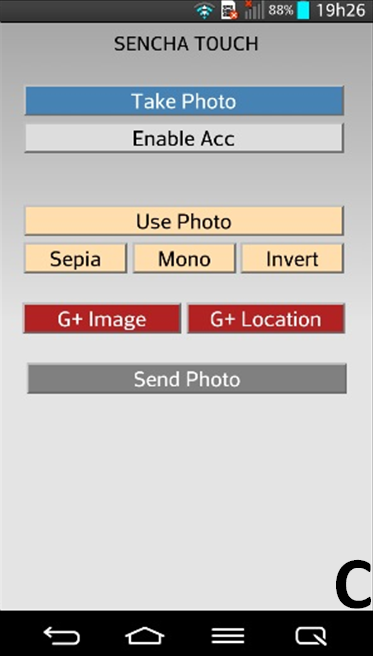 88% 19h26
SENCHA TOUCH
Take Photo
Enable Acc
Use Photo
Sepia Mono Invert
G+ Image G+ Location
Send Photo
C